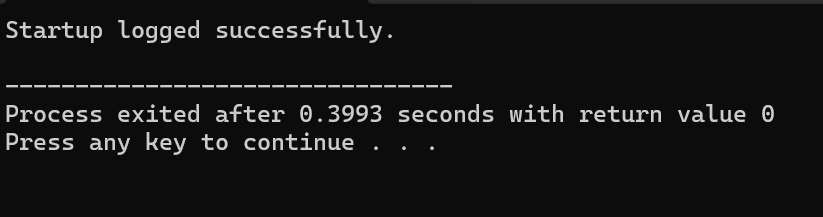 Startup logged successfully.
--------------------------------
Process exited after 0.3993 seconds with return value 0
Press any key to continue . . .